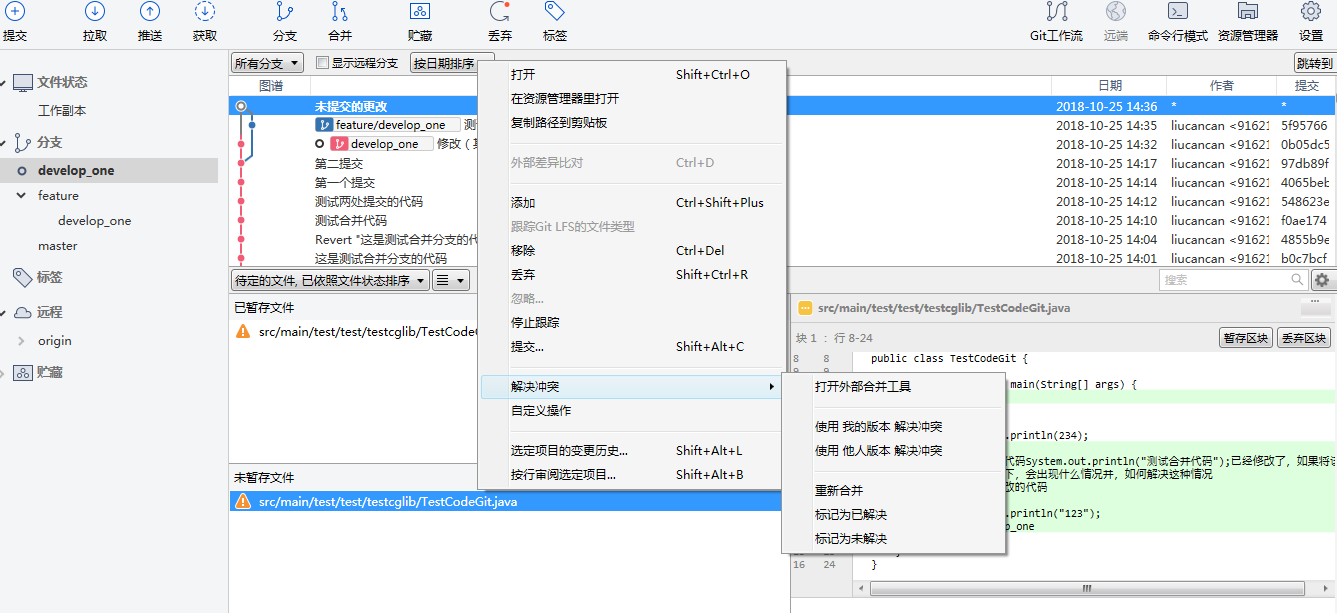 提交 拉取 推送 获取 分支 合并 贮藏 丢弃 标签 Git工作流 远端 命令行模式 资源管理器 设置
所有分支 显示远程分支 按日期排序 跳转到
文件状态
工作副本
分支
develop_one
feature
develop_one
master
标签
远程
origin
贮藏
图谱 日期 作者 提交
未提交的更改 2018-10-25 14:36 * *
feature/develop_one 2018-10-25 14:35 liucancan <91621 5f95766
develop_one 修改 2018-10-25 14:32 liucancan <91621 0b05dc5
第二提交 2018-10-25 14:17 liucancan <91621 97db89f
第一个提交 2018-10-25 14:14 liucancan <91621 4065beb
测试两处提交的代码 2018-10-25 14:12 liucancan <91621 548623e
测试合并代码 2018-10-25 14:10 liucancan <91621 f0ae174
Revert "这是测试合并分支的代 2018-10-25 14:04 liucancan <91621 4855b9e
这是测试合并分支的代码 2018-10-25 14:01 liucancan <91621 b0c7bcf
待定的文件, 已依照文件状态排序 搜索
已暂存文件
src/main/test/test/testcglib/TestCodeG
未暂存文件
src/main/test/test/testcglib/TestCodeGit.java
打开 Shift+Ctrl+O
在资源管理器里打开
复制路径到剪贴板
外部差异比对 Ctrl+D
添加 Ctrl+Shift+Plus
跟踪Git LFS的文件类型
移除 Ctrl+Del
丢弃 Shift+Ctrl+R
忽略...
停止跟踪
提交... Shift+Alt+C
解决冲突
自定义操作
选定项目的变更历史... Shift+Alt+L
按行审阅选定项目... Shift+Alt+B
打开外部合并工具
使用 我的版本 解决冲突
使用 他人版本 解决冲突
重新合并
标记为已解决
标记为未解决
src/main/test/test/testcglib/TestCodeGit.java
块 1 : 行 8-24 暂存区块 丢弃区块
8 8 public class TestCodeGit {
9 9
main(String[] args) {
.println(234);
代码System.out.println("测试合并代码");已经修改了, 如果将该
下, 会出现什么情况并, 如何解决这种情况
改的代码
.println("123");
p_one
16 24 }